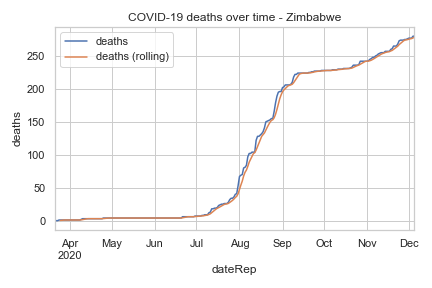 COVID-19 deaths over time - Zimbabwe
deaths
deaths (rolling)
deaths
250
200
150
100
50
0
Apr May Jun Jul Aug Sep Oct Nov Dec
2020
dateRep